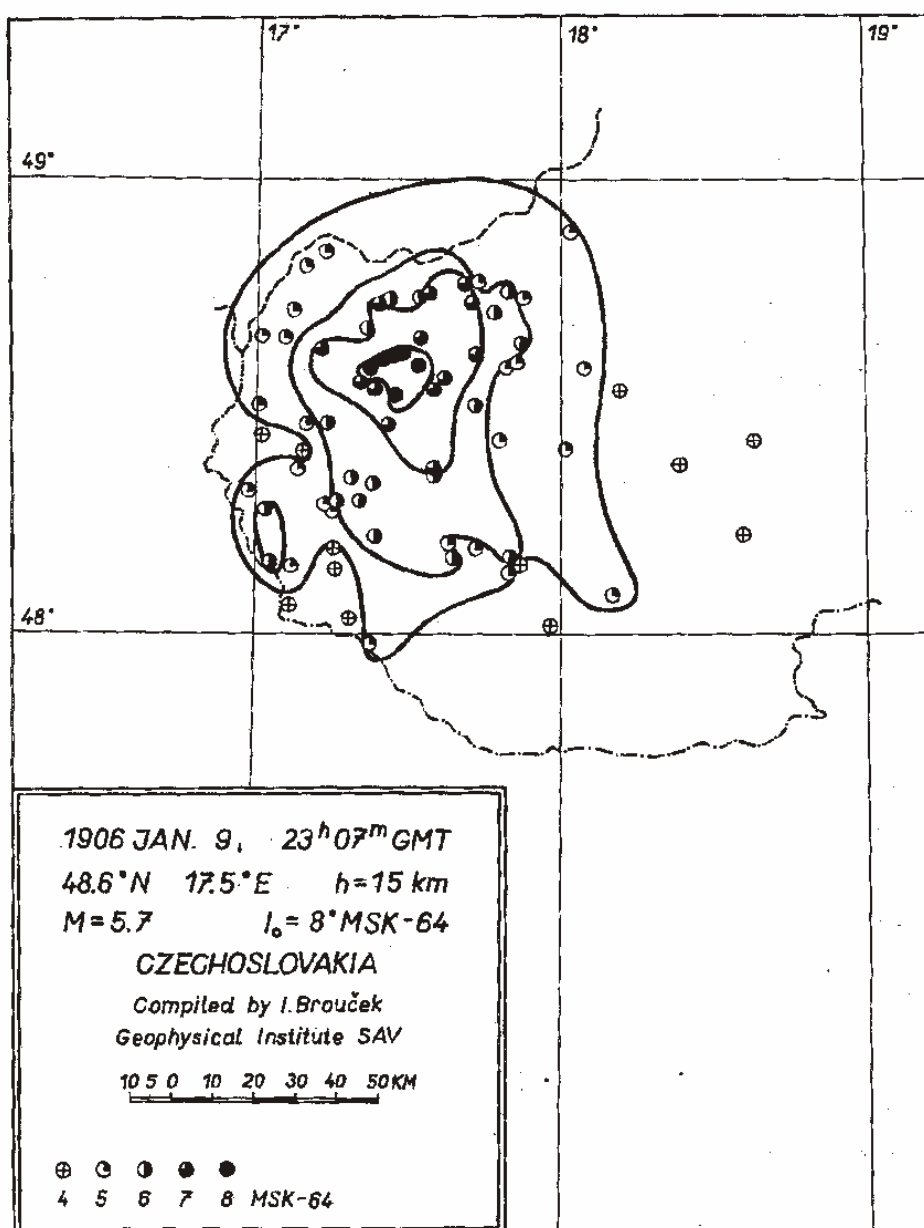 17° 18° 19°
49°
48°
1906 JAN. 9, 23ʰ07ᵐ GMT
48.6°N 17.5°E h=15 km
M=5.7 I₀=8°MSK-64
CZECHOSLOVAKIA
Compiled by I. Brouček
Geophysical Institute SAV
10 5 0 10 20 30 40 50 KM
4 5 6 7 8 MSK-64